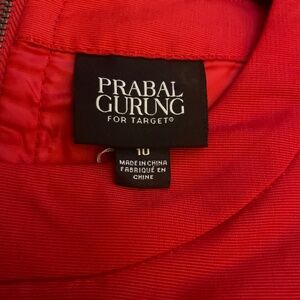 PRABAL
GURUNG
FOR TARGET®
10
MADE IN CHINA
FABRIQUÉ EN
CHINE